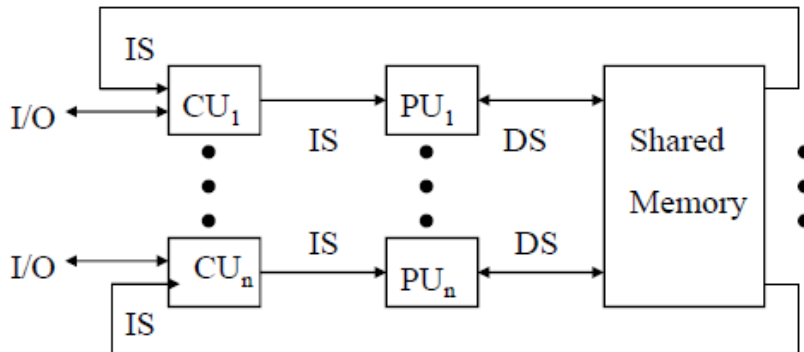 IS
I/O
CU1
IS
PU1
DS
Shared
Memory
I/O
CUn
IS
PUn
DS
IS